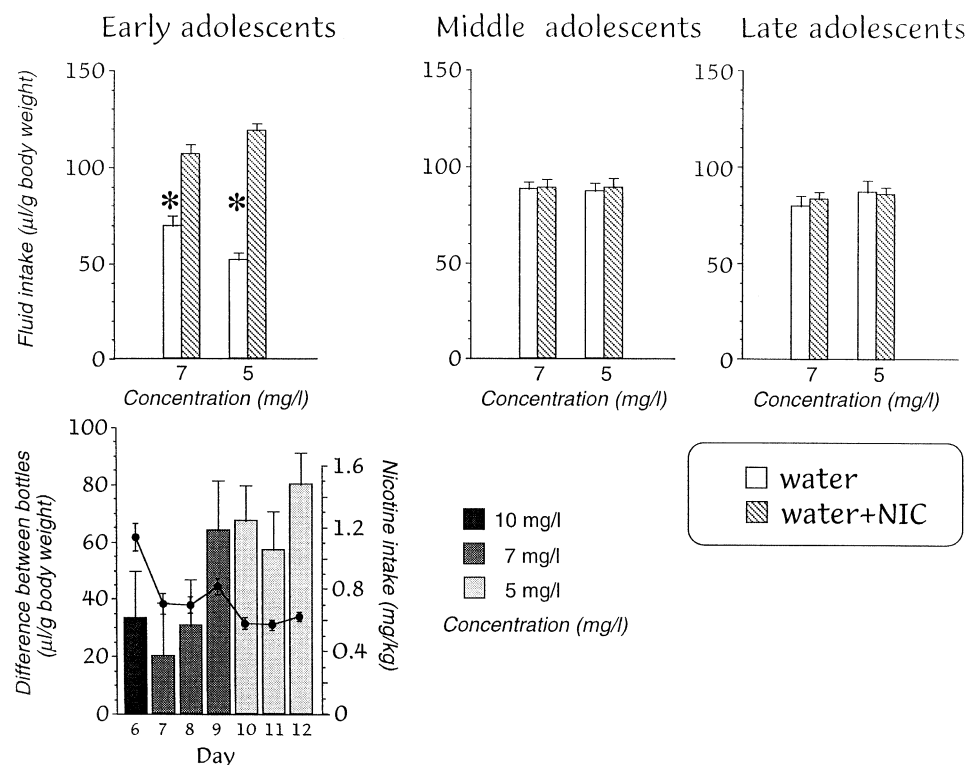 Early adolescents
Middle adolescents
Late adolescents
Fluid intake (µl/g body weight)
150
100
50
0
*
*
7
5
Concentration (mg/l)
150
100
50
0
7
5
Concentration (mg/l)
150
100
50
0
7
5
Concentration (mg/l)
Difference between bottles
(µl/g body weight)
100
80
60
40
20
0
1.6
1.2
0.8
0.4
0
Nicotine intake (mg/kg)
6 7 8 9 10 11 12
Day
10 mg/l
7 mg/l
5 mg/l
Concentration (mg/l)
water
water+NIC